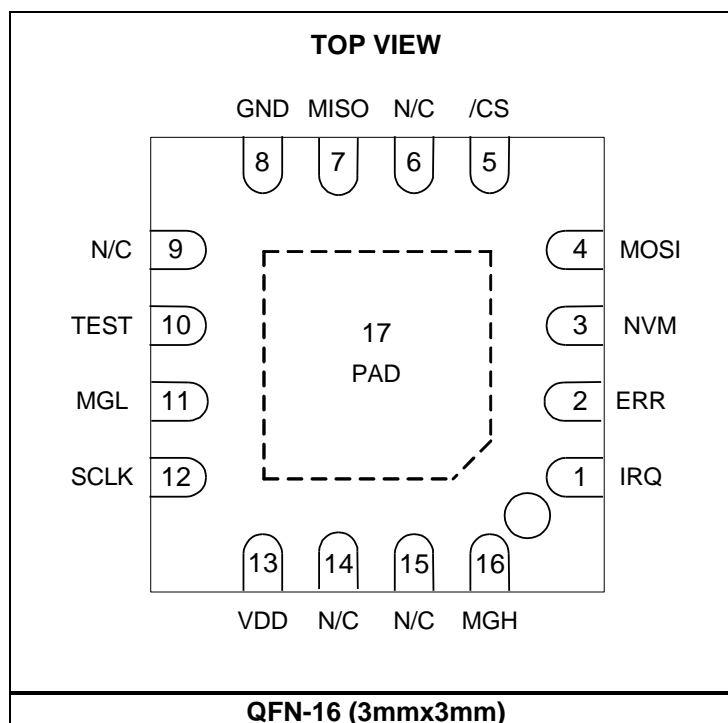 TOP VIEW
GND MISO N/C /CS
8 7 6 5
N/C 9 4 MOSI
TEST 10 17 3 NVM
PAD
MGL 11 2 ERR
SCLK 12 1 IRQ
13 14 15 16
VDD N/C N/C MGH
QFN-16 (3mmx3mm)